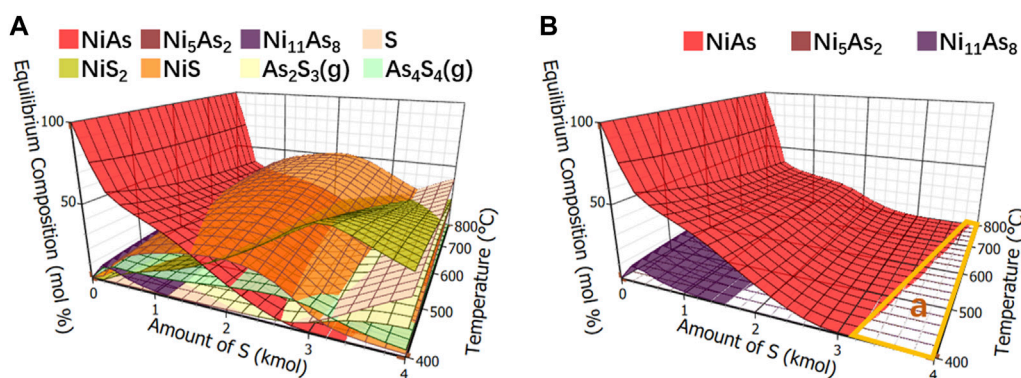 A
NiAs Ni5As2 Ni11As8 S
NiS2 NiS As2S3(g) As4S4(g)
Equilibrium Composition (mol %)
100
50
0
1
2
3
4
Amount of S (kmol)
400
500
600
700
800
Temperature (°C)
B
NiAs Ni5As2 Ni11As8
Equilibrium Composition (mol %)
100
50
0
1
2
3
4
Amount of S (kmol)
400
500
600
700
800
Temperature (°C)
a